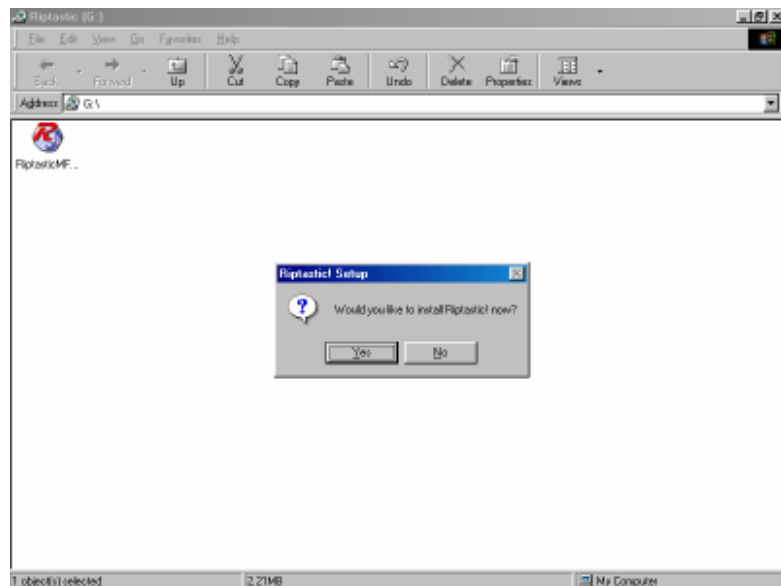 Riptastic (G:)
File Edit View Go Favorites Help
Back Forward Up Cut Copy Paste Undo Delete Properties Views
Address G:\
RiptasticMF...
Riptastic! Setup
Would you like to install Riptastic! now?
Yes No
1 object(s) selected 2.21MB My Computer